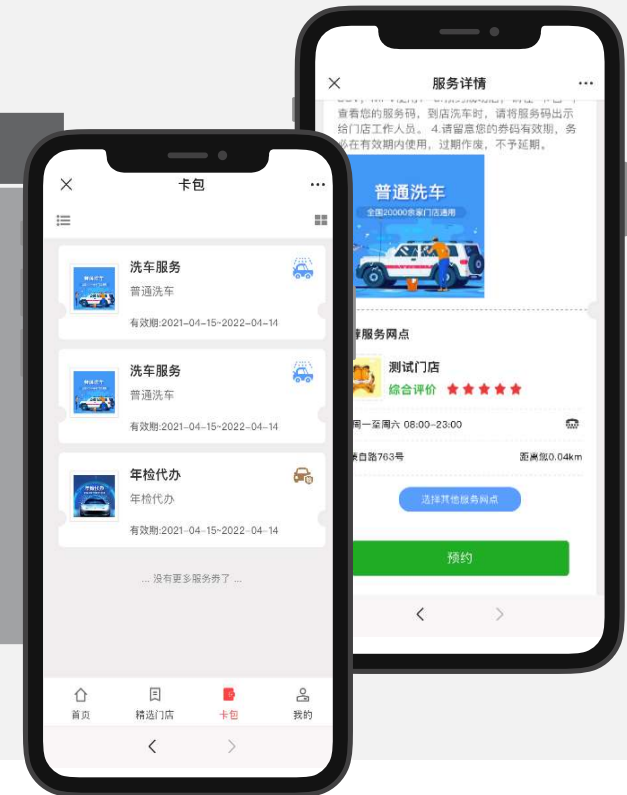 卡包
洗车服务
普通洗车
有效期:2021-04-15~2022-04-14
洗车服务
普通洗车
有效期:2021-04-15~2022-04-14
年检代办
年检代办
年检代办
有效期:2021-04-15~2022-04-14
... 没有更多服务券了 ...
首页
精选门店
卡包
我的
服务详情
查看您的服务码，到店洗车时，请将服务码出示
给门店工作人员。 4.请留意您的券码有效期，务
必在有效期内使用，过期作废，不予延期。
普通洗车
全国20000余家门店通用
服务网点
测试门店
综合评价
周一至周六 08:00-23:00
自路763号
距离您0.04km
选择其他服务网点
预约